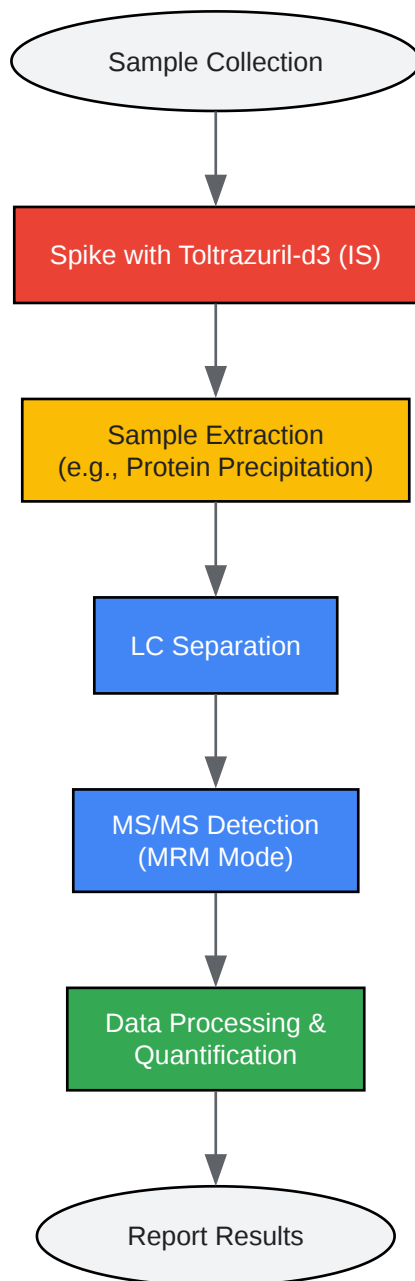 Sample Collection
Spike with Toltrazuril-d3 (IS)
Sample Extraction
(e.g., Protein Precipitation)
LC Separation
MS/MS Detection
(MRM Mode)
Data Processing &
Quantification
Report Results